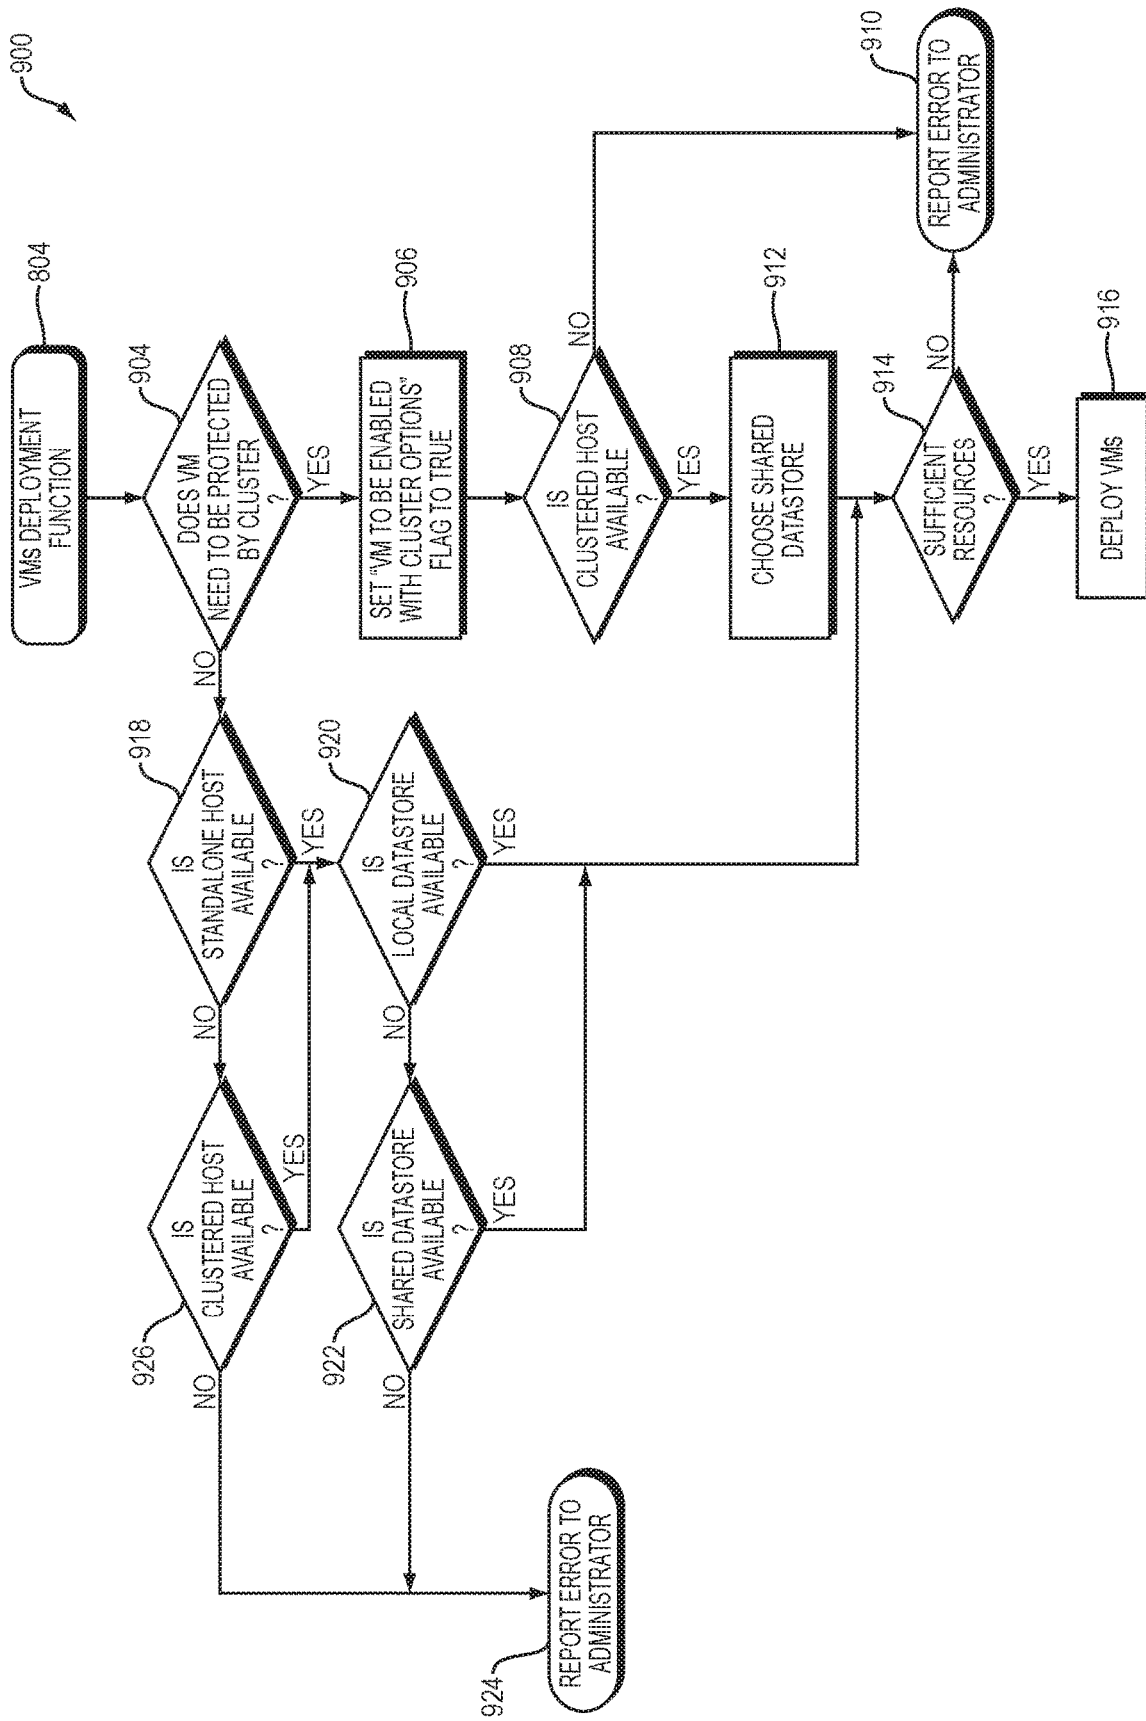 900
VMs DEPLOYMENT
FUNCTION
804
DOES VM
NEED TO BE PROTECTED
BY CLUSTER
?
904
NO
YES
SET "VM TO BE ENABLED
WITH CLUSTER OPTIONS"
FLAG TO TRUE
906
IS
CLUSTERED HOST
AVAILABLE
?
908
NO
YES
CHOOSE SHARED
DATASTORE
912
SUFFICIENT
RESOURCES
?
914
NO
YES
REPORT ERROR TO
ADMINISTRATOR
910
DEPLOY VMs
916
IS
STANDALONE HOST
AVAILABLE
?
918
NO
YES
IS
LOCAL DATASTORE
AVAILABLE
?
920
NO
YES
IS
CLUSTERED HOST
AVAILABLE
?
926
NO
YES
IS
SHARED DATASTORE
AVAILABLE
?
922
NO
YES
REPORT ERROR TO
ADMINISTRATOR
924